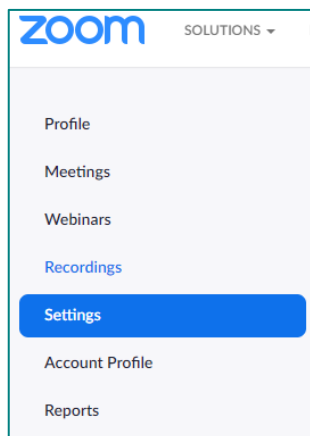 zoom SOLUTIONS
Profile
Meetings
Webinars
Recordings
Settings
Account Profile
Reports